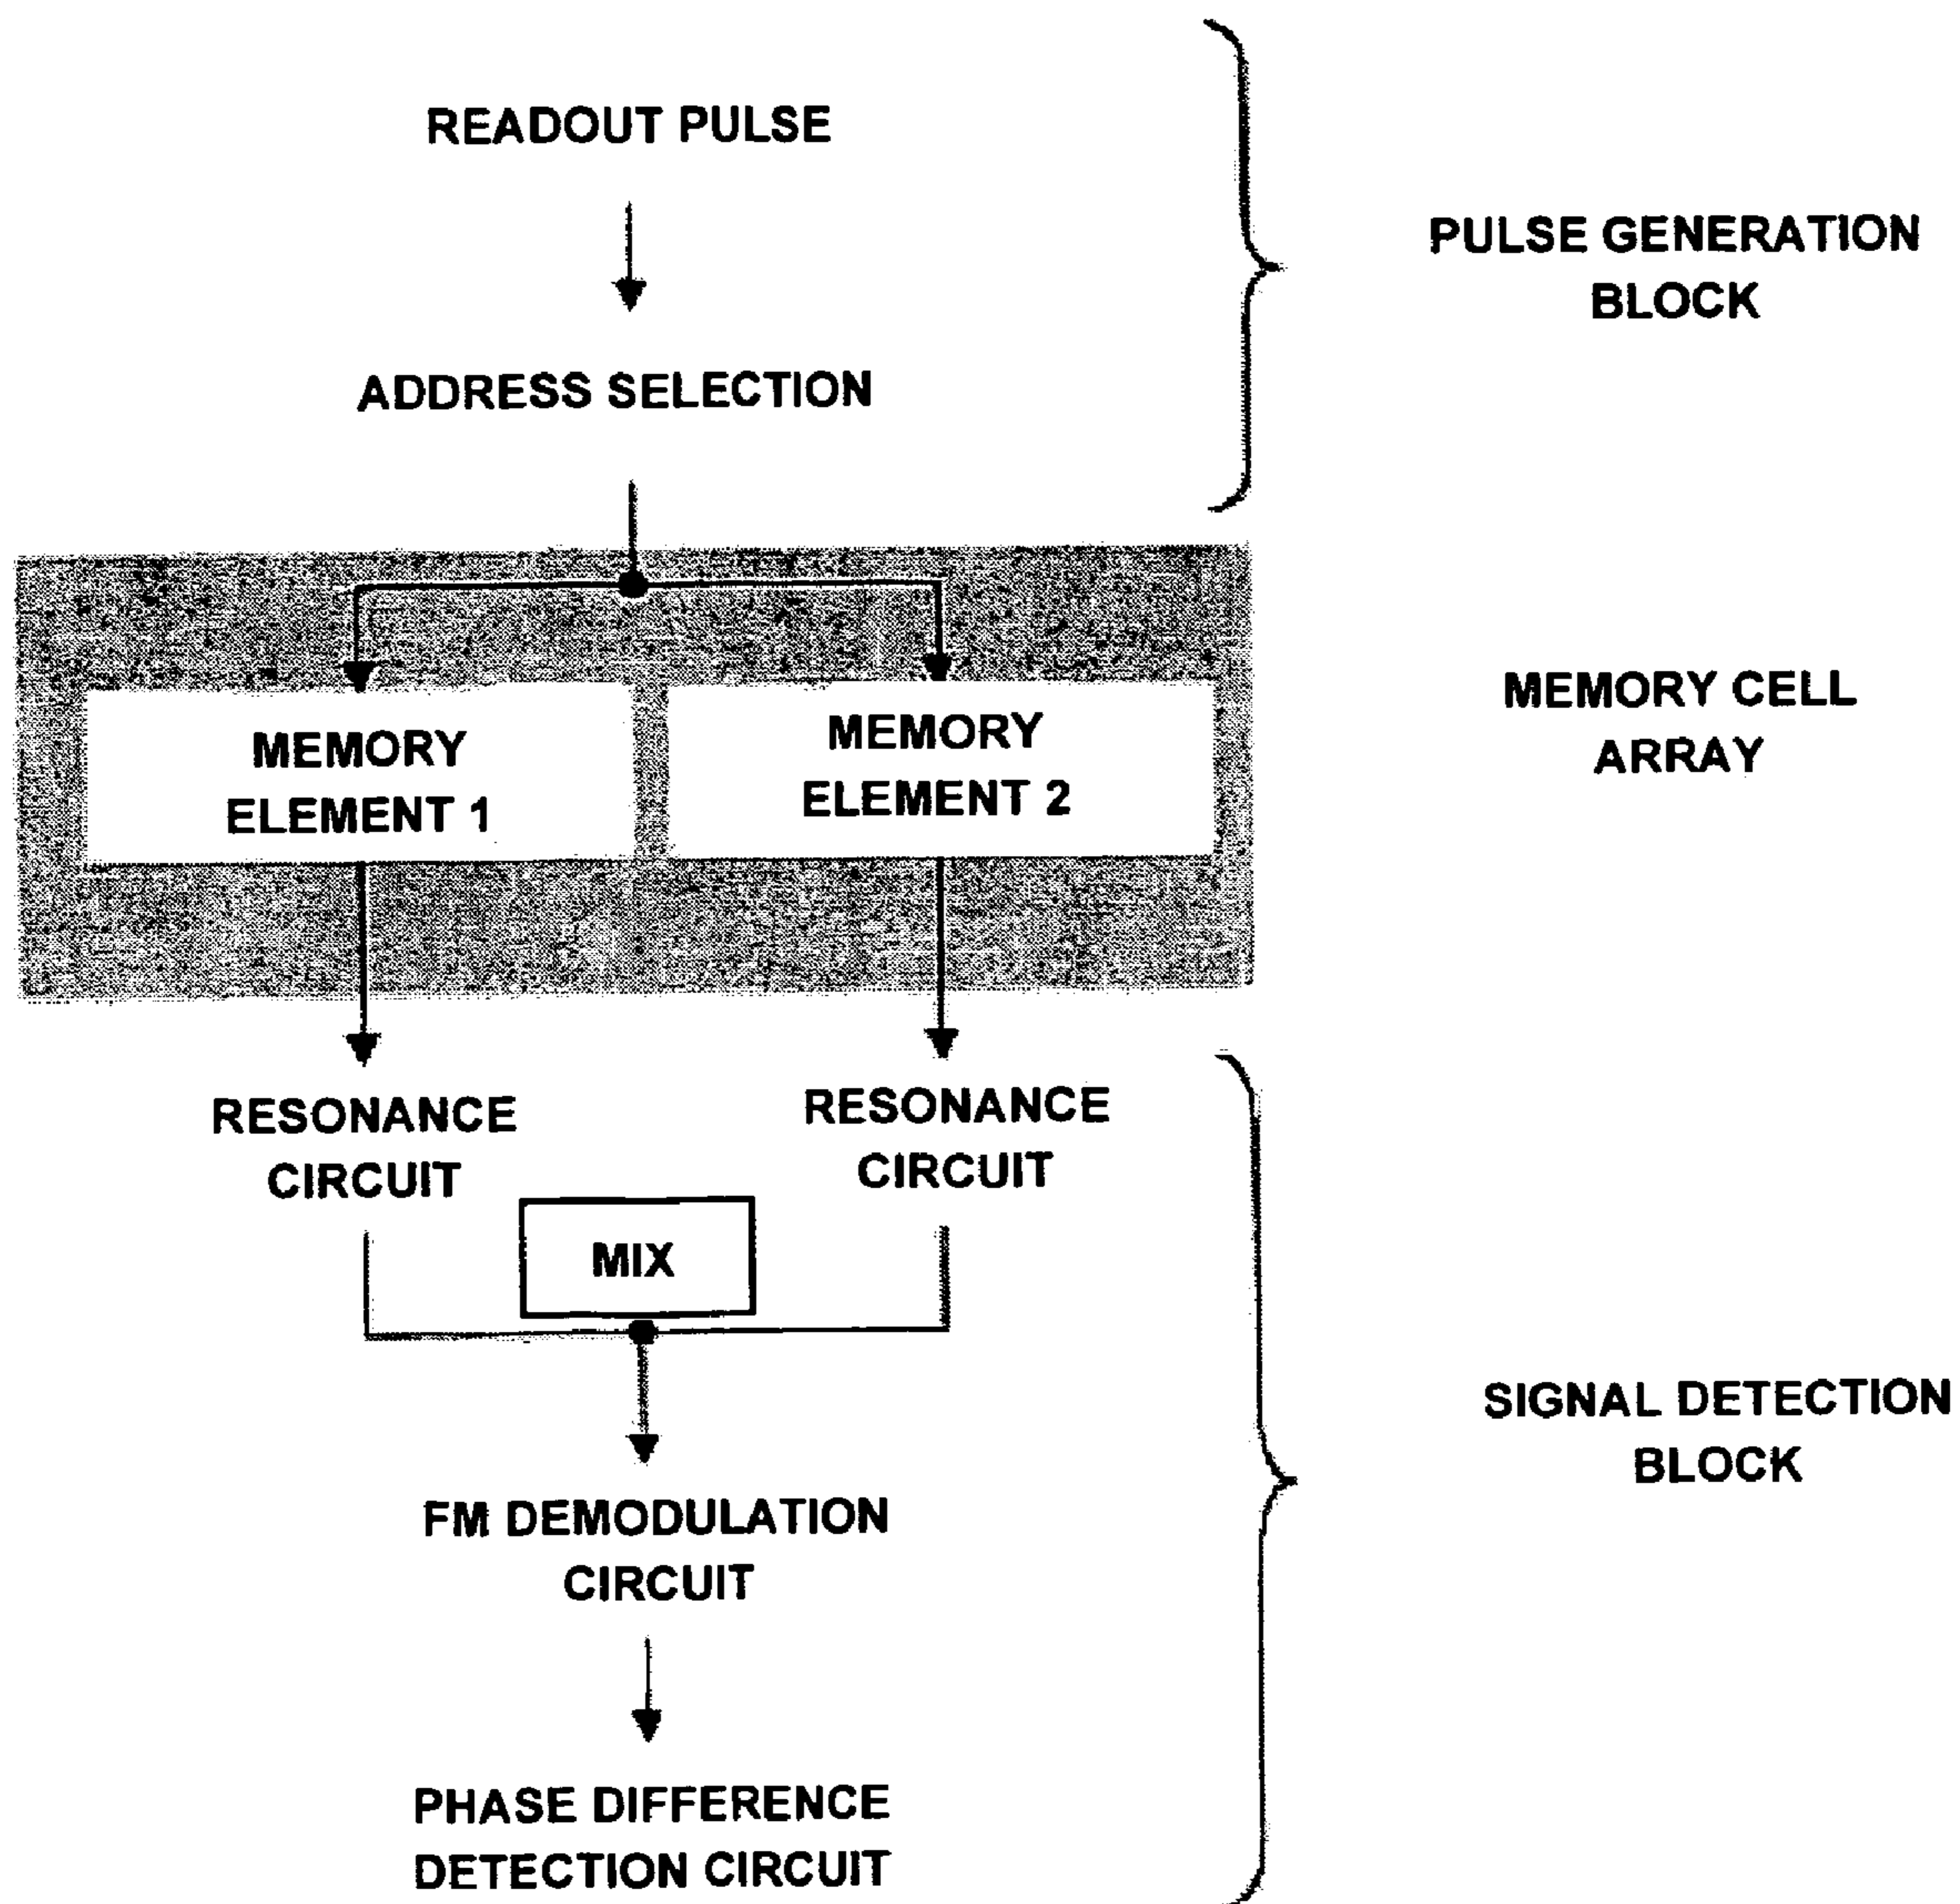 READOUT PULSE
ADDRESS SELECTION
PULSE GENERATION
BLOCK
MEMORY
ELEMENT 1
MEMORY
ELEMENT 2
MEMORY CELL
ARRAY
RESONANCE
CIRCUIT
RESONANCE
CIRCUIT
MIX
FM DEMODULATION
CIRCUIT
PHASE DIFFERENCE
DETECTION CIRCUIT
SIGNAL DETECTION
BLOCK